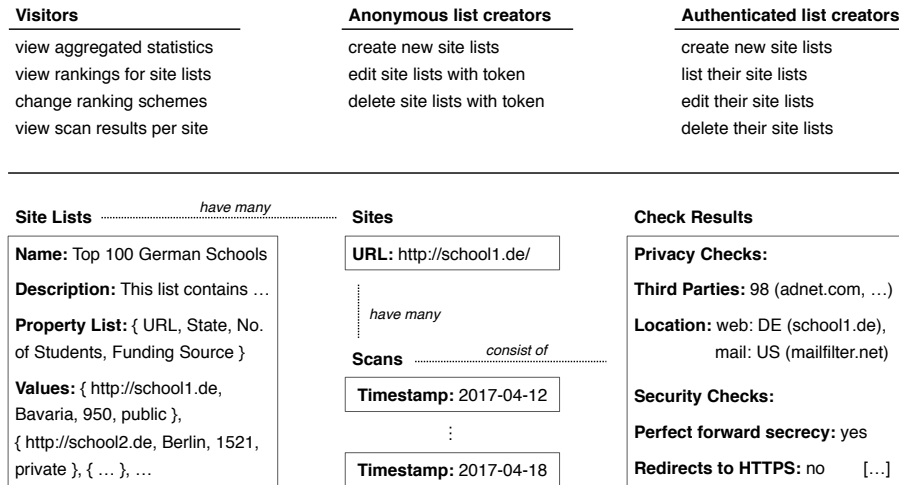 Visitors
view aggregated statistics
view rankings for site lists
change ranking schemes
view scan results per site
Anonymous list creators
create new site lists
edit site lists with token
delete site lists with token
Authenticated list creators
create new site lists
list their site lists
edit their site lists
delete their site lists
Site Lists
have many
Sites
Name: Top 100 German Schools
Description: This list contains …
Property List: { URL, State, No.
of Students, Funding Source }
Values: { http://school1.de,
Bavaria, 950, public },
{ http://school2.de, Berlin, 1521,
private }, { … }, …
URL: http://school1.de/
have many
Scans
consist of
Timestamp: 2017-04-12
⋮
Timestamp: 2017-04-18
Check Results
Privacy Checks:
Third Parties: 98 (adnet.com, …)
Location: web: DE (school1.de),
mail: US (mailfilter.net)
Security Checks:
Perfect forward secrecy: yes
Redirects to HTTPS: no […]